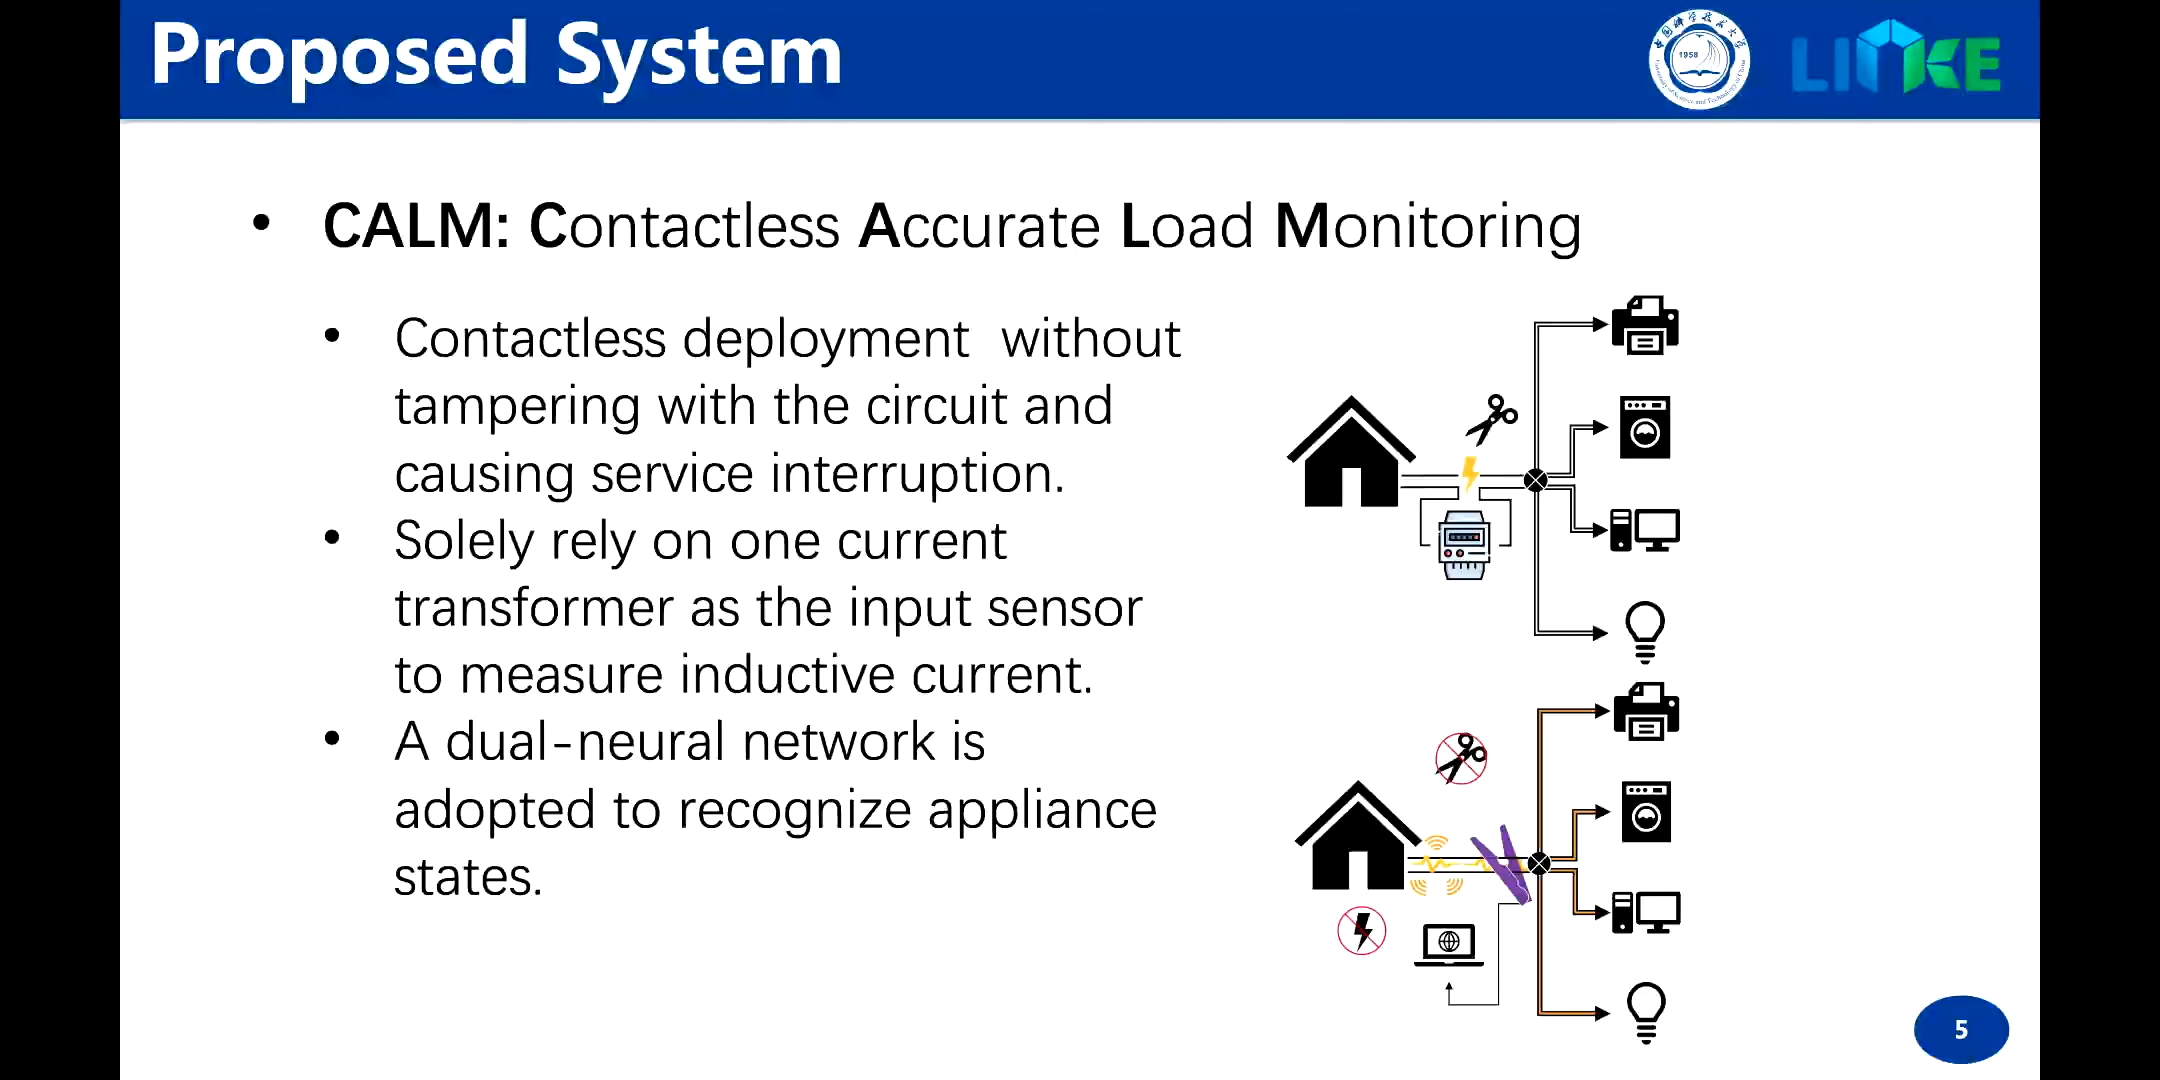 Proposed System
1958
LINKE
• CALM: Contactless Accurate Load Monitoring
• Contactless deployment  without
tampering with the circuit and
causing service interruption.
• Solely rely on one current
transformer as the input sensor
to measure inductive current.
• A dual-neural network is
adopted to recognize appliance
states.
5